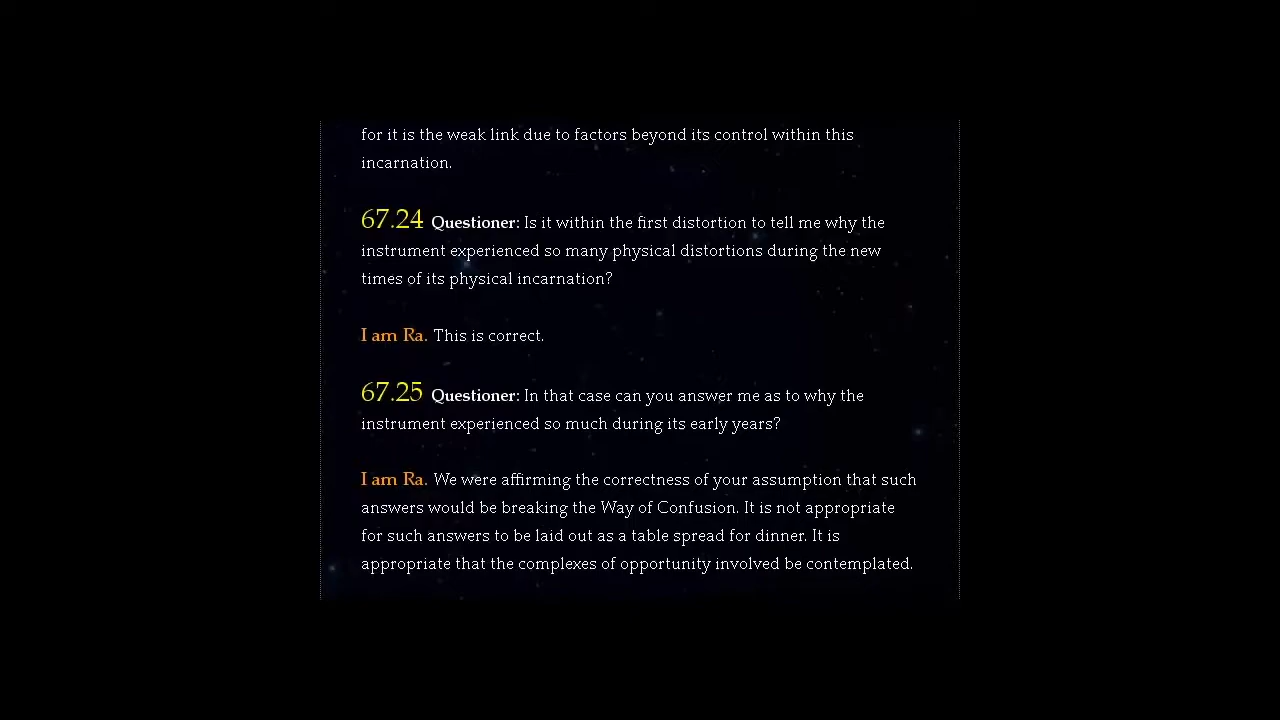 for it is the weak link due to factors beyond its control within this
incarnation.
67.24 Questioner: Is it within the first distortion to tell me why the
instrument experienced so many physical distortions during the new
times of its physical incarnation?
I am Ra. This is correct.
67.25 Questioner: In that case can you answer me as to why the
instrument experienced so much during its early years?
I am Ra. We were affirming the correctness of your assumption that such
answers would be breaking the Way of Confusion. It is not appropriate
for such answers to be laid out as a table spread for dinner. It is
appropriate that the complexes of opportunity involved be contemplated.